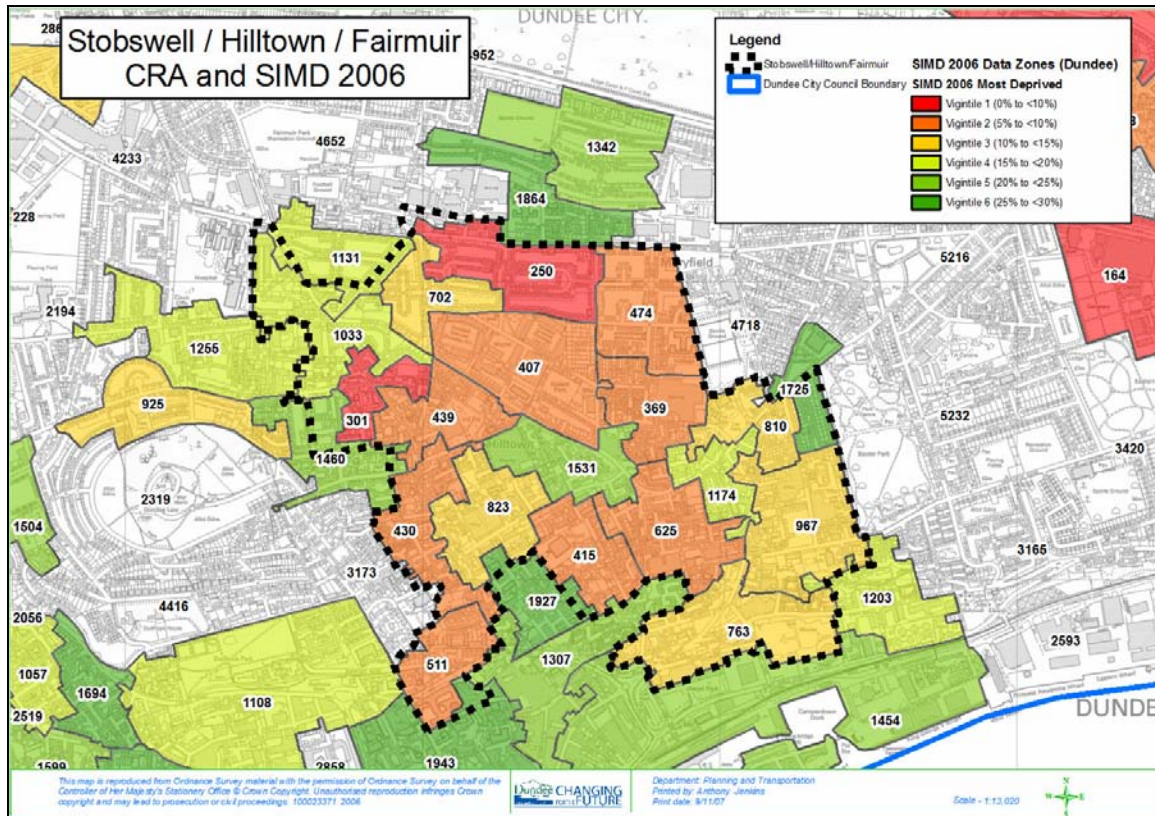 Stobswell / Hilltown / Fairmuir
CRA and SIMD 2006
DUNDEE CITY.
Legend
Stobswell/Hilltown/Fairmuir
Dundee City Council Boundary
SIMD 2006 Data Zones (Dundee)
SIMD 2006 Most Deprived
Vigintile 1 (0% to <10%)
Vigintile 2 (5% to <10%)
Vigintile 3 (10% to <15%)
Vigintile 4 (15% to <20%)
Vigintile 5 (20% to <25%)
Vigintile 6 (25% to <30%)
4652
1342
4233
1864
228
1131
5216
250
164
702
474
2194
1033
4718
1255
407
1725
925
369
301
439
810
5232
3420
Hilltown
1460
1531
2319
1174
823
1504
430
625
967
415
3165
3173
1927
4416
1203
2056
763
2593
511
1307
1057
1694
1108
DUNDE
2519
1454
1943
2858
1599
This map is reproduced from Ordnance Survey material with the permission of Ordnance Survey on behalf of the
Controller of Her Majesty's Stationery Office © Crown Copyright. Unauthorised reproduction infringes Crown
copyright and may lead to prosecution or civil proceedings. 100023371 2006
Dundee CHANGING
FOR THE FUTURE
Department: Planning and Transportation
Printed by: Anthony Jenkins
Print date: 9/11/07
Scale - 1:13,020
N
W E